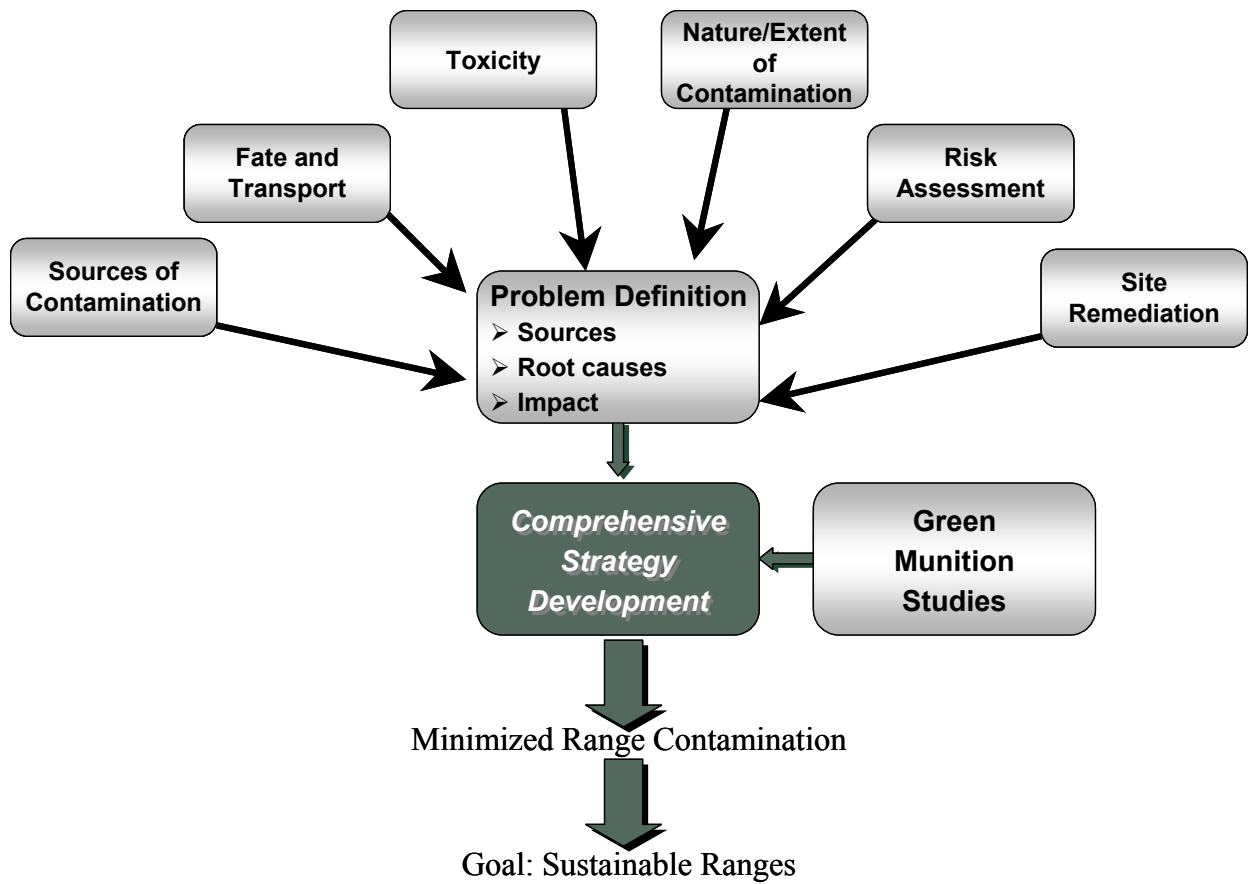 Toxicity
Nature/Extent
of
Contamination
Fate and
Transport
Risk
Assessment
Sources of
Contamination
Site
Remediation
Problem Definition
➢ Sources
➢ Root causes
➢ Impact
Comprehensive
Strategy
Development
Green
Munition
Studies
Minimized Range Contamination
Goal: Sustainable Ranges